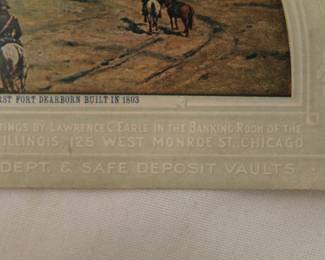 RST FORT DEARBORN BUILT IN 1803
TINGS BY LAWRENCE C. EARLE IN THE BANKING ROOM OF THE
ILLINOIS, 125 WEST MONROE ST. CHICAGO
DEPT. & SAFE DEPOSIT VAULTS